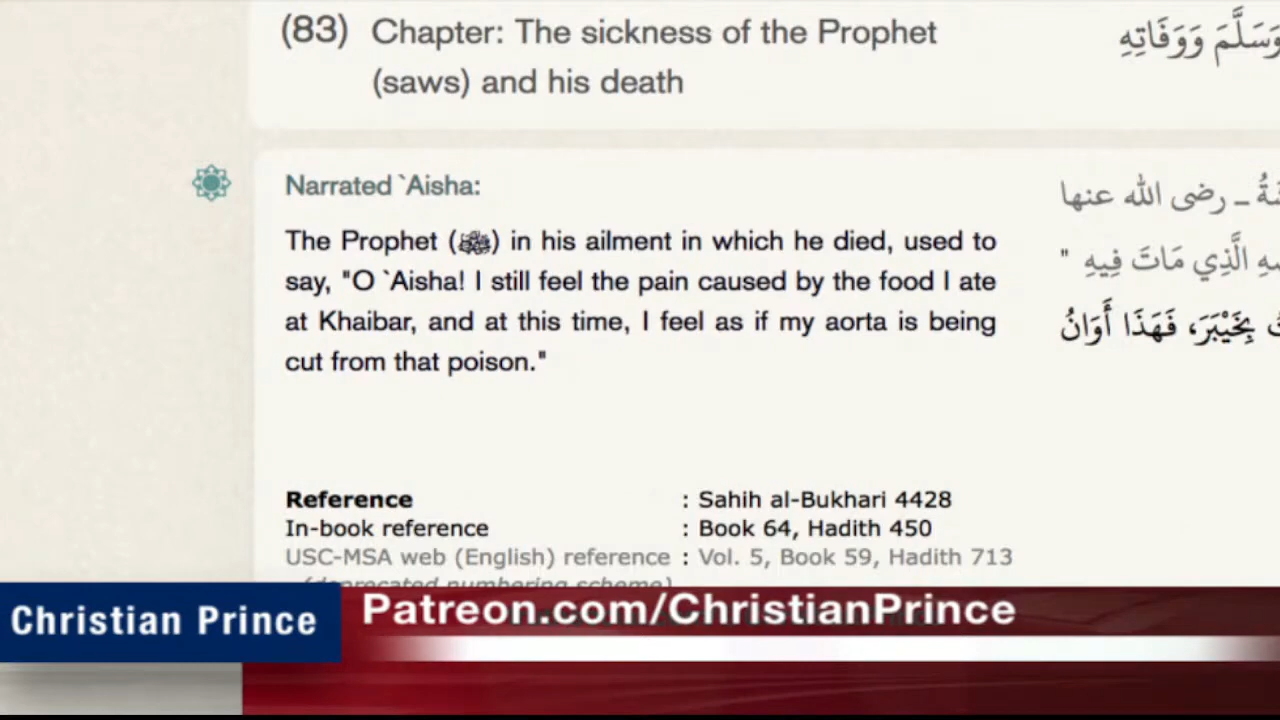 (83) Chapter: The sickness of the Prophet
(saws) and his death
وَسَلَّمَ وَوَفَاتِهِ
Narrated `Aisha:
The Prophet (ﷺ) in his ailment in which he died, used to
say, "O `Aisha! I still feel the pain caused by the food I ate
at Khaibar, and at this time, I feel as if my aorta is being
cut from that poison."
ـ رضى الله عنها
الَّذِي مَاتَ فِيهِ "
بِخَيْبَرَ، فَهَذَا أَوَانُ
Reference : Sahih al-Bukhari 4428
In-book reference : Book 64, Hadith 450
USC-MSA web (English) reference : Vol. 5, Book 59, Hadith 713
(deprecated numbering scheme)
Christian Prince
Patreon.com/ChristianPrince